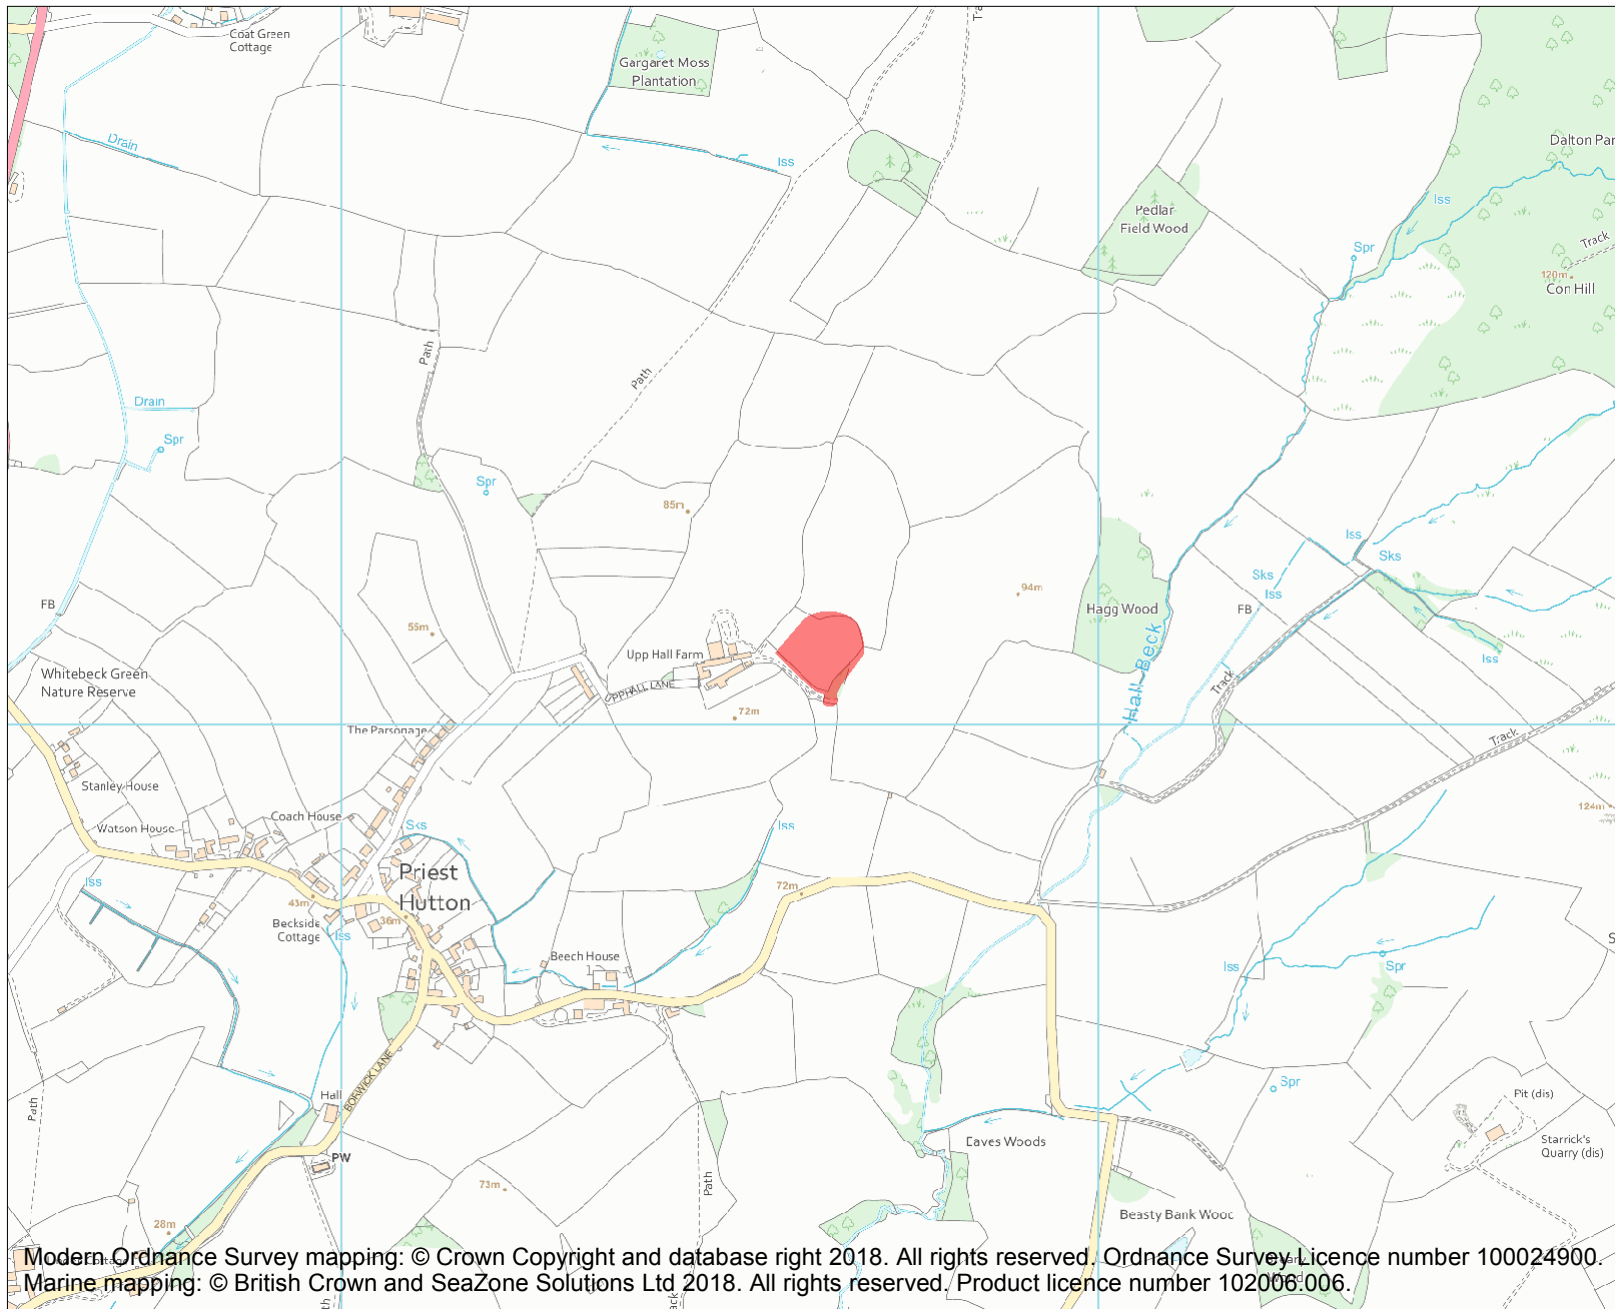 Coat Green
Cottage
Gargaret Moss
Plantation
Drain
Iss
Dalton Par
Iss
Pedlar
Field Wood
Spr
Track
120m
Con Hill
Path
Path
Drain
Spr
Spr
85m
Iss
Sks
Sks
Iss
94m
FB
Hagg Wood
FB
55m
Upp Hall Farm
Iss
Whitebeck Green
Nature Reserve
Hall Beck
Track
PPHALL LANE
72m
The Parsonage
Track
Stanley House
124m
Coach House
Watson House
Sks
Iss
Priest
Hutton
Iss
72m
43m
36m
Beckside
Cottage
Iss
Beech House
Iss
Spr
Spr
Pit (dis)
Hall
BORWICK LANE
Path
Eaves Woods
Starrick's
Quarry (dis)
PW
Path
73m
Beasty Bank Wood
28m
Modern Ordnance Survey mapping: © Crown Copyright and database right 2018. All rights reserved. Ordnance Survey Licence number 100024900.
Marine mapping: © British Crown and SeaZone Solutions Ltd 2018. All rights reserved. Product licence number 102006.006.